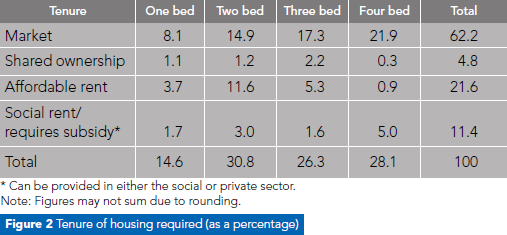 Tenure One bed Two bed Three bed Four bed Total
Market 8.1 14.9 17.3 21.9 62.2
Shared ownership 1.1 1.2 2.2 0.3 4.8
Affordable rent 3.7 11.6 5.3 0.9 21.6
Social rent/
requires subsidy* 1.7 3.0 1.6 5.0 11.4
Total 14.6 30.8 26.3 28.1 100
* Can be provided in either the social or private sector.
Note: Figures may not sum due to rounding.
Figure 2 Tenure of housing required (as a percentage)